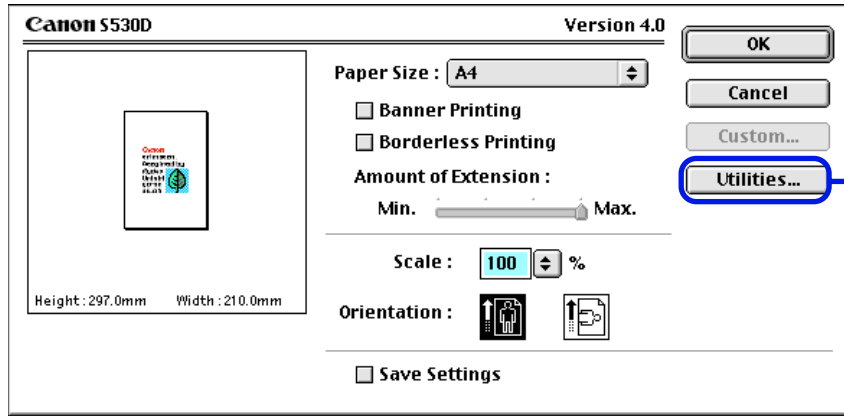 Canon S530D
Version 4.0
OK
Paper Size : A4
Cancel
Banner Printing
Custom...
Borderless Printing
Amount of Extension :
Utilities...
Min. Max.
Scale : 100 %
Height:297.0mm Width:210.0mm
Orientation :
Save Settings
Canon